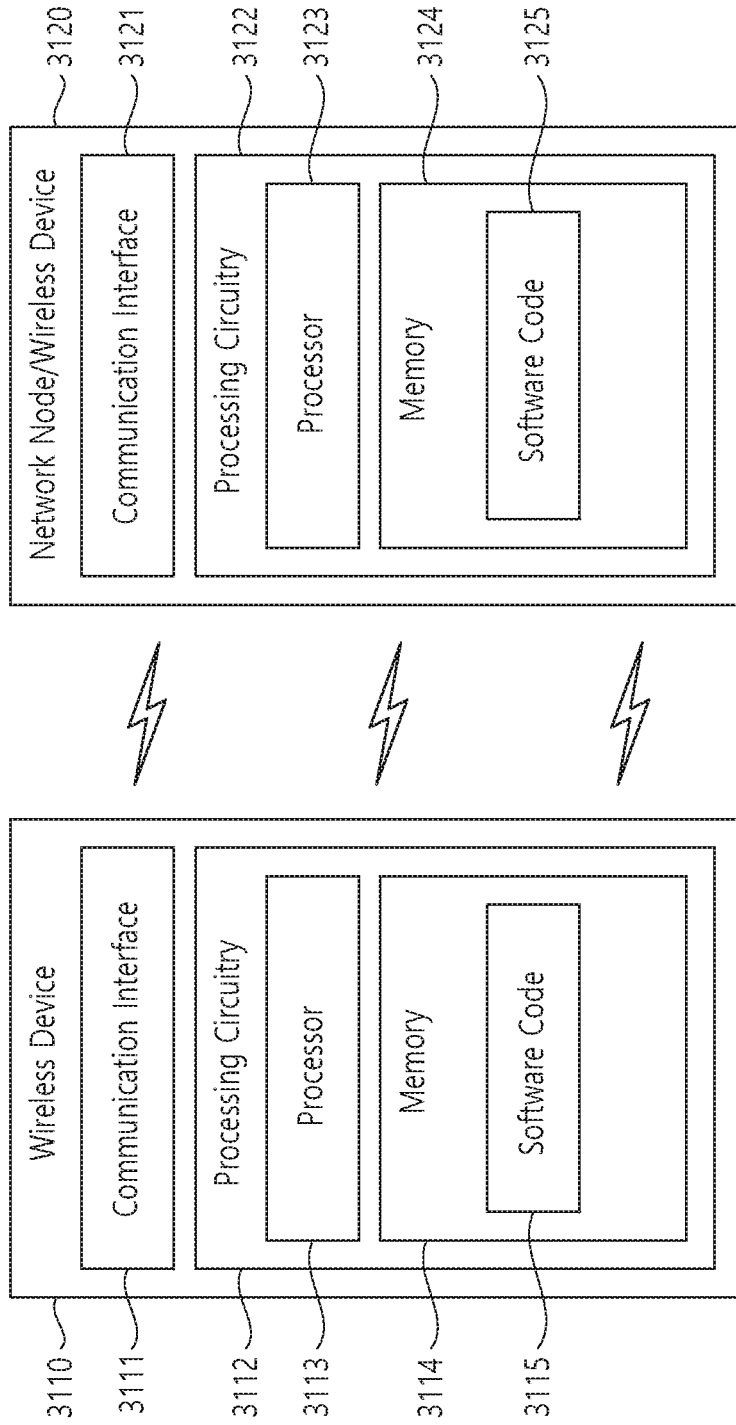 Wireless Device
Communication Interface
Processing Circuitry
Processor
Memory
Software Code
3110
3111
3112
3113
3114
3115
Network Node/Wireless Device
Communication Interface
Processing Circuitry
Processor
Memory
Software Code
3120
3121
3122
3123
3124
3125